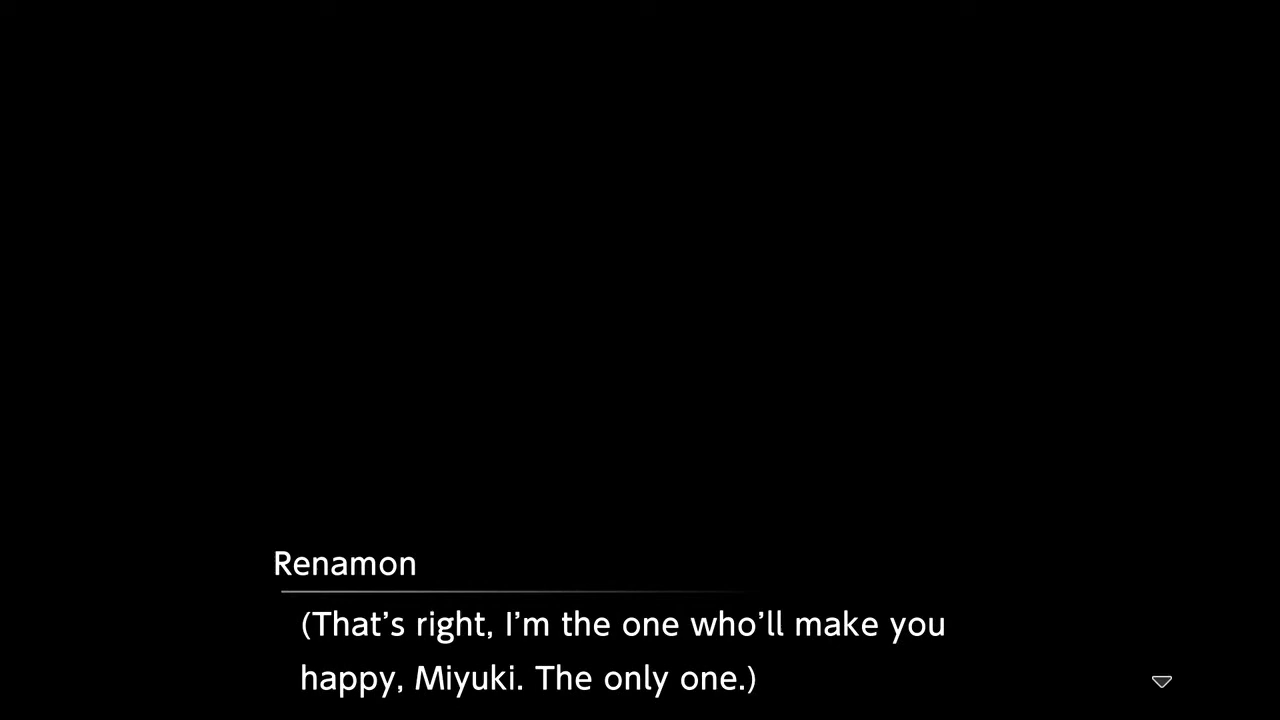 Renamon
(That's right, I'm the one who'll make you
happy, Miyuki. The only one.)